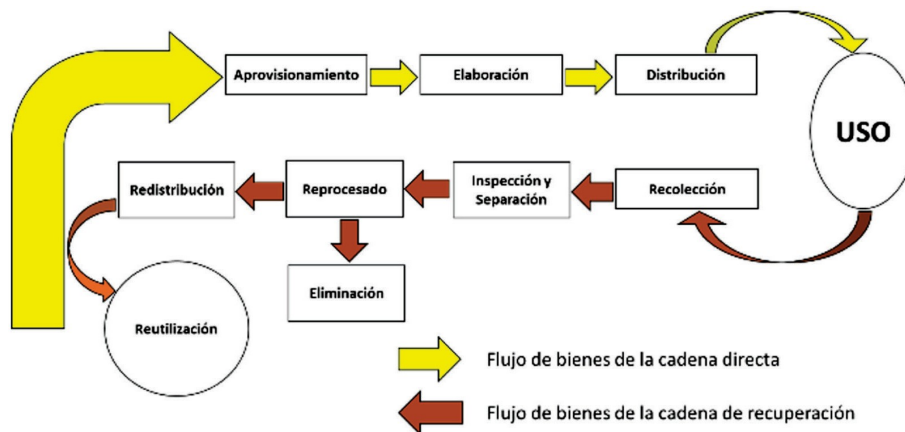 Aprovisionamiento
Elaboración
Distribución
USO
Redistribución
Reprocesado
Inspección y
Separación
Recolección
Eliminación
Reutilización
Flujo de bienes de la cadena directa
Flujo de bienes de la cadena de recuperación